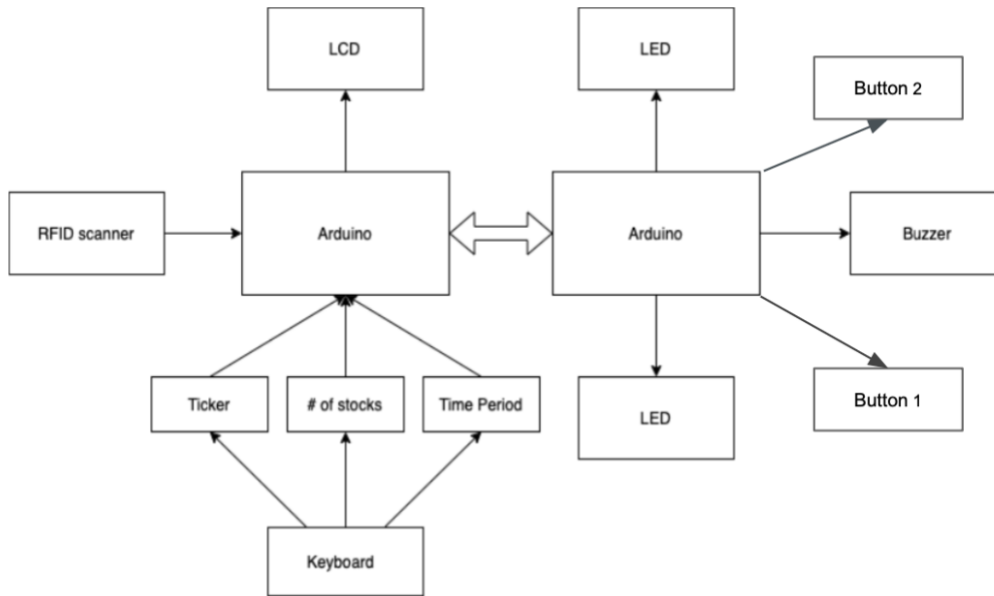 LCD
LED
Button 2
RFID scanner
Arduino
Arduino
Buzzer
Ticker
# of stocks
Time Period
LED
Button 1
Keyboard